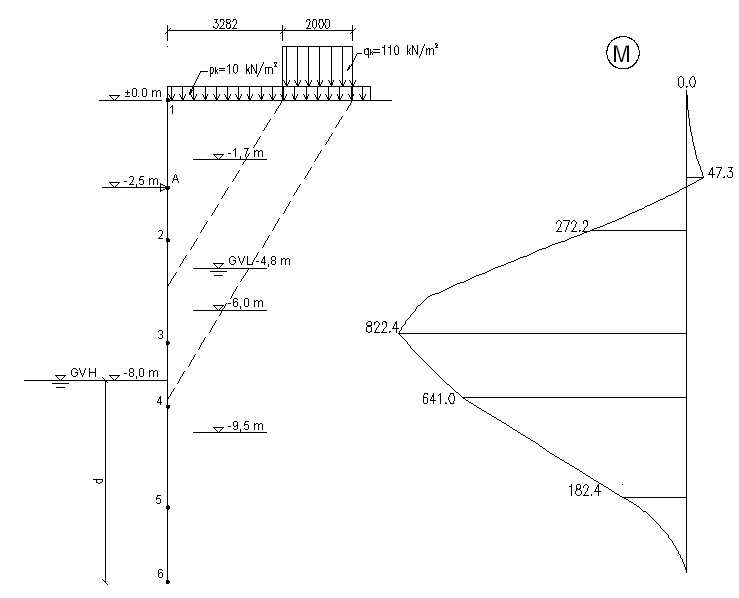 3282
2000
M
qk=110 kN/m²
pk=10 kN/m²
0.0
±0.0 m
1
-1,7 m
47.3
A
-2,5 m
272.2
2
GVL/-4,8 m
-6,0 m
822.4
3
GVH
-8,0 m
4
641.0
-9,5 m
d
182.4
5
6